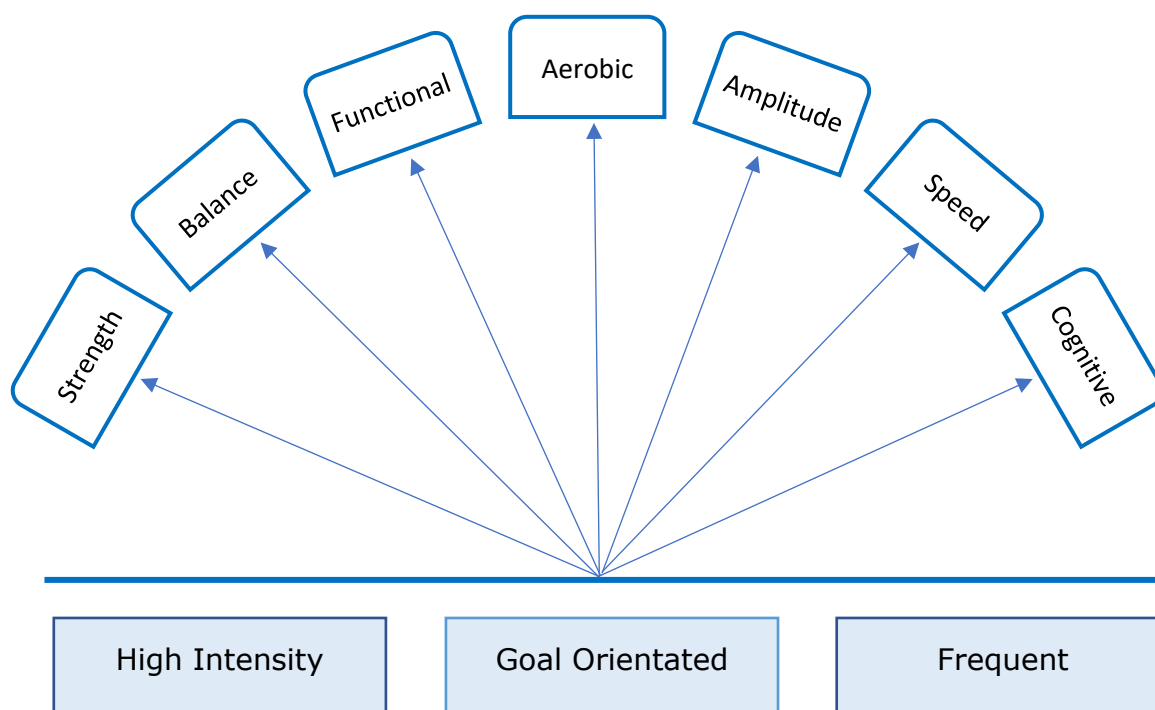 Strength
Balance
Functional
Aerobic
Amplitude
Speed
Cognitive
High Intensity
Goal Orientated
Frequent